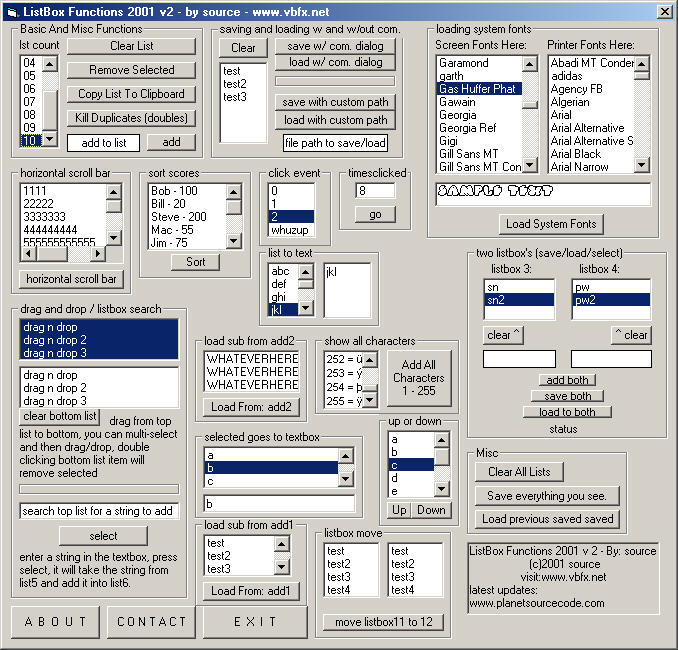 ListBox Functions 2001 v2 - by source - www.vbfx.net
Basic And Misc Functions
lst count
04
05
06
07
08
09
10
Clear List
Remove Selected
Copy List To Clipboard
Kill Duplicates (doubles)
add to list
add
saving and loading w and w/out com.
Clear
test
test2
test3
save w/ com. dialog
load w/ com. dialog
save with custom path
load with custom path
file path to save/load
loading system fonts
Screen Fonts Here:
Garamond
garth
Gas Huffer Phat
Gawain
Georgia
Georgia Ref
Gigi
Gill Sans MT
Gill Sans MT Con
Printer Fonts Here:
Abadi MT Conder
adidas
Agency FB
Algerian
Arial
Arial Alternative
Arial Alternative S
Arial Black
Arial Narrow
SAMPLE TEXT
Load System Fonts
horizontal scroll bar
1111
22222
3333333
444444444
555555555555
horizontal scroll bar
sort scores
Bob - 100
Bill - 20
Steve - 200
Mac - 55
Jim - 75
Sort
click event
0
1
2
whuzup
timesclicked
8
go
list to text
abc
def
ghi
jkl
jkl
two listbox's (save/load/select)
listbox 3:
sn
sn2
clear ^
listbox 4:
pw
pw2
^ clear
add both
save both
load to both
status
drag and drop / listbox search
drag n drop
drag n drop 2
drag n drop 3
drag n drop
drag n drop 2
drag n drop 3
clear bottom list
drag from top
list to bottom, you can multi-select
and then drag/drop, double
clicking bottom list item will
remove selected
search top list for a string to add
select
enter a string in the textbox, press
select, it will take the string from
list5 and add it into list6.
load sub from add2
WHATEVERHERE
WHATEVERHERE
WHATEVERHERE
Load From: add2
show all characters
252 = ü
253 = ý
254 = þ
255 = ÿ
Add All
Characters
1 - 255
selected goes to textbox
a
b
c
b
up or down
a
b
c
d
e
Up
Down
Misc
Clear All Lists
Save everything you see.
Load previous saved saved
load sub from add1
test
test2
test3
Load From: add1
listbox move
test
test2
test3
test4
test
test2
test3
test4
move listbox11 to 12
ListBox Functions 2001 v 2 - By: source
(c)2001 source
visit:www.vbfx.net
latest updates:
www.planetsourcecode.com
A B O U T
C O N T A C T
E X I T